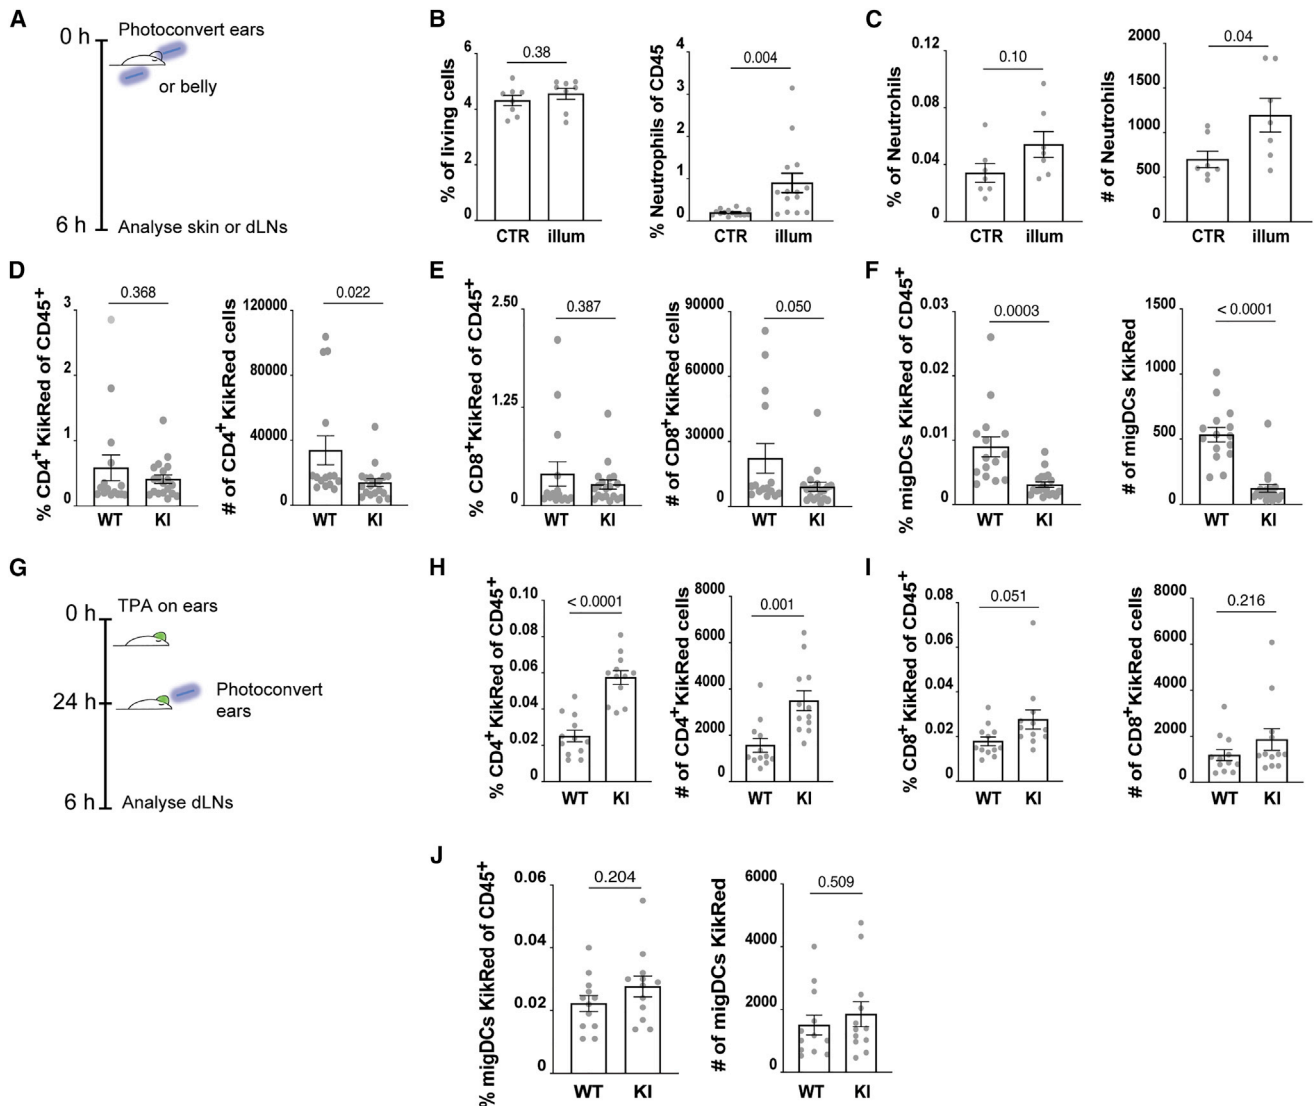 A
0 h
Photoconvert ears
or belly
6 h
Analyse skin or dLNs
B
% of living cells
6
4
2
0
0.38
CTR
illum
% Neutrophils of CD45
4
3
2
1
0
0.004
CTR
illum
C
% of Neutrohils
0.12
0.08
0.04
0
0.10
CTR
illum
# of Neutrohils
2000
1500
1000
500
0
0.04
CTR
illum
D
% CD4+KikRed of CD45+
3
2
1
0
0.368
WT
KI
# of CD4+KikRed cells
120000
80000
40000
0
0.022
WT
KI
E
% CD8+KikRed of CD45+
2.50
1.25
0
0.387
WT
KI
# of CD8+KikRed cells
90000
60000
30000
0
0.050
WT
KI
F
% migDCs KikRed of CD45+
0.03
0.02
0.01
0
0.0003
WT
KI
# of migDCs KikRed
1500
1000
500
0
< 0.0001
WT
KI
G
0 h
TPA on ears
24 h
Photoconvert
ears
6 h
Analyse dLNs
H
% CD4+KikRed of CD45+
0.10
0.08
0.06
0.04
0.02
0
< 0.0001
WT
KI
# of CD4+KikRed cells
8000
6000
4000
2000
0
0.001
WT
KI
I
% CD8+KikRed of CD45+
0.08
0.06
0.04
0.02
0
0.051
WT
KI
# of CD8+KikRed cells
8000
6000
4000
2000
0
0.216
WT
KI
J
% migDCs KikRed of CD45+
0.06
0.04
0.02
0
0.204
WT
KI
# of migDCs KikRed
6000
4000
2000
0
0.509
WT
KI